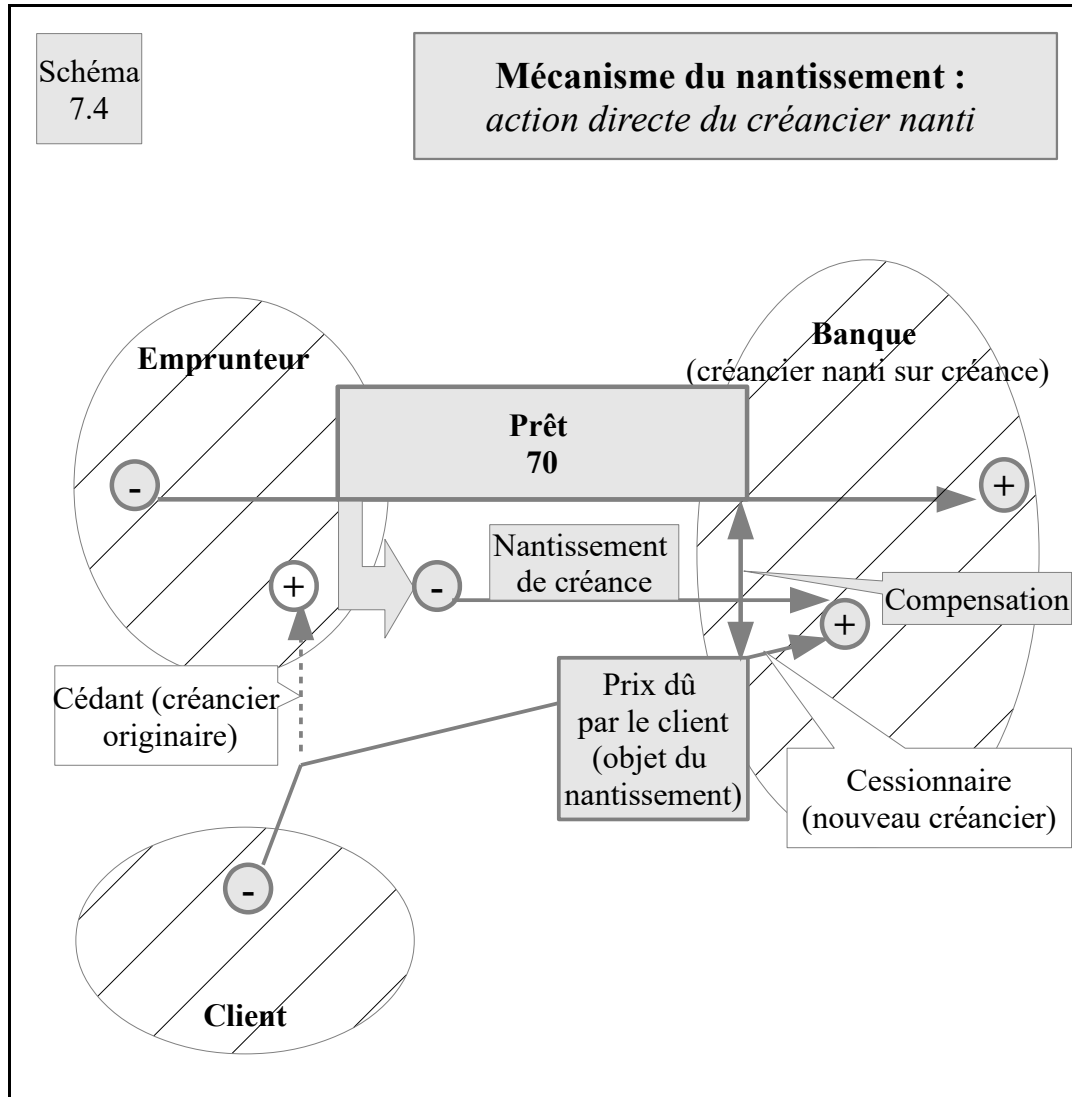 Schéma
7.4
Mécanisme du nantissement :
action directe du créancier nanti
Emprunteur
Banque
(créancier nanti sur créance)
Prêt
70
-
+
Nantissement
de créance
+
-
Compensation
+
Cédant (créancier
originaire)
Prix dû
par le client
(objet du
nantissement)
Cessionnaire
(nouveau créancier)
-
Client